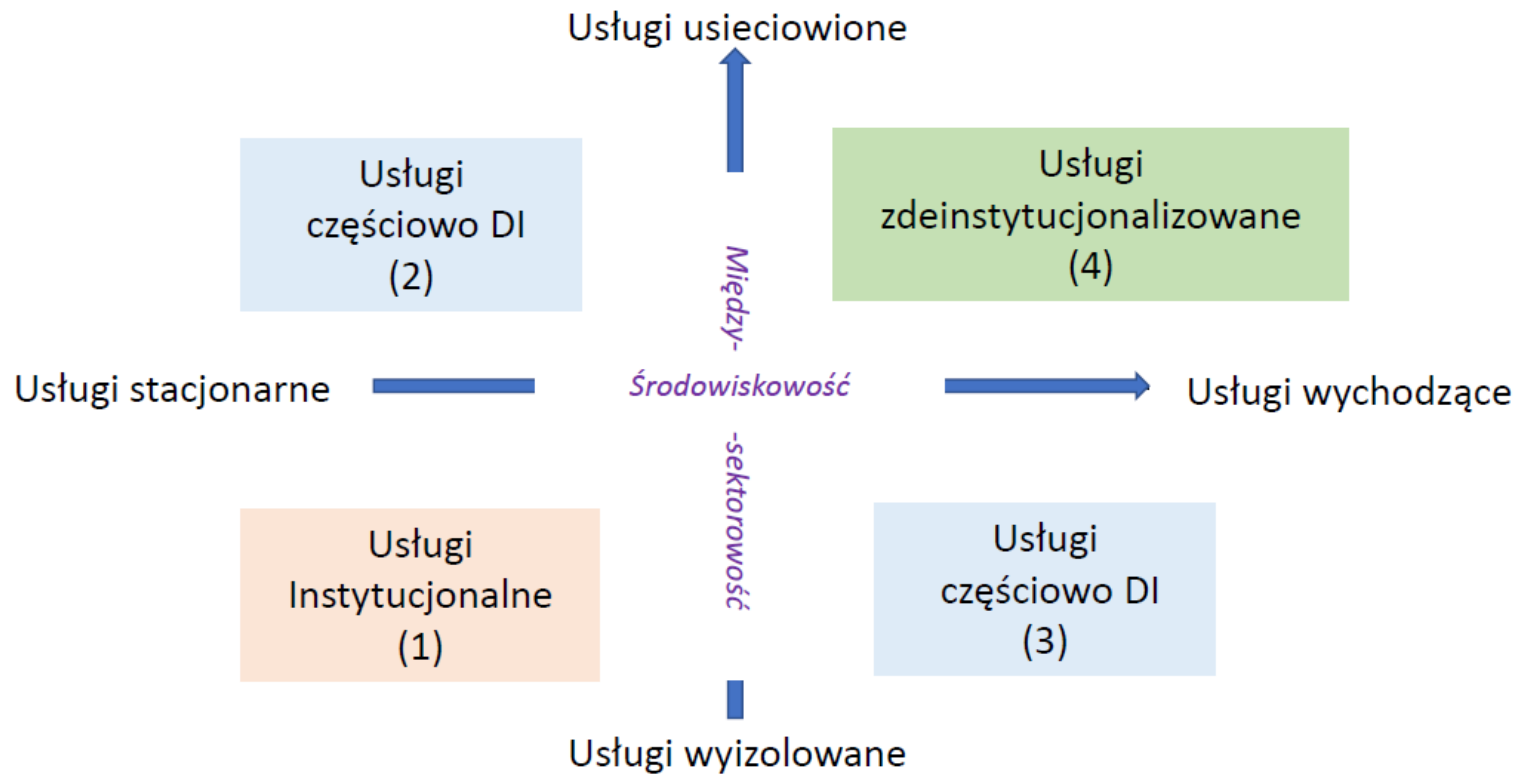 Usługi usieciowione
Usługi
częściowo DI
(2)
Usługi
zdeinstytucjonalizowane
(4)
Między-
Usługi stacjonarne
Środowiskowość
Usługi wychodzące
-sektorowość
Usługi
Instytucjonalne
(1)
Usługi
częściowo DI
(3)
Usługi wyizolowane